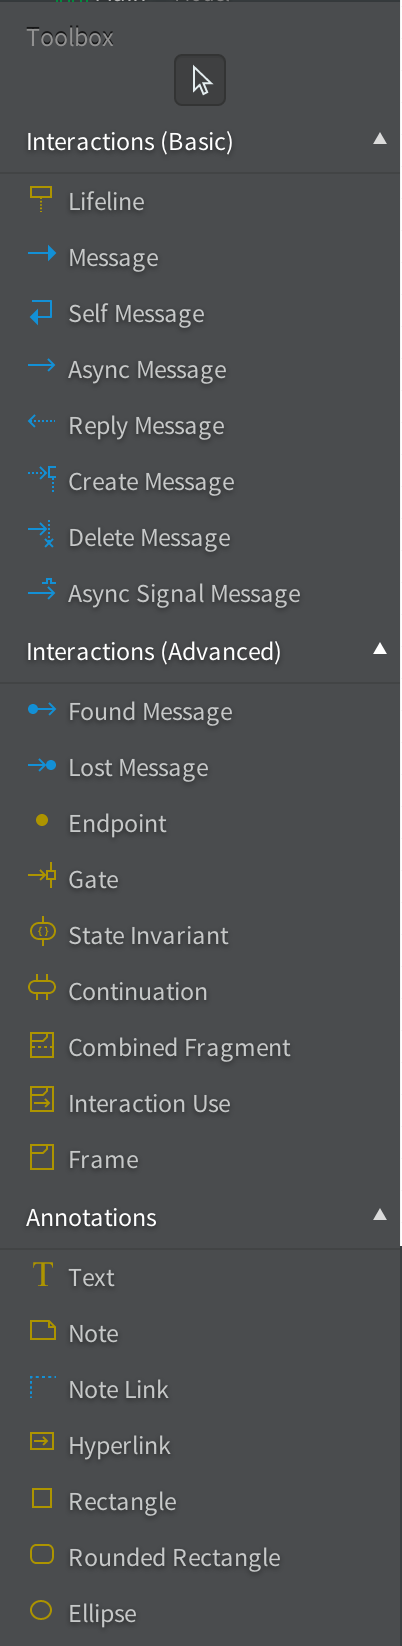 Toolbox
Interactions (Basic)
Lifeline
Message
Self Message
Async Message
Reply Message
Create Message
Delete Message
Async Signal Message
Interactions (Advanced)
Found Message
Lost Message
Endpoint
Gate
State Invariant
Continuation
Combined Fragment
Interaction Use
Frame
Annotations
T Text
Note
Note Link
Hyperlink
Rectangle
Rounded Rectangle
Ellipse